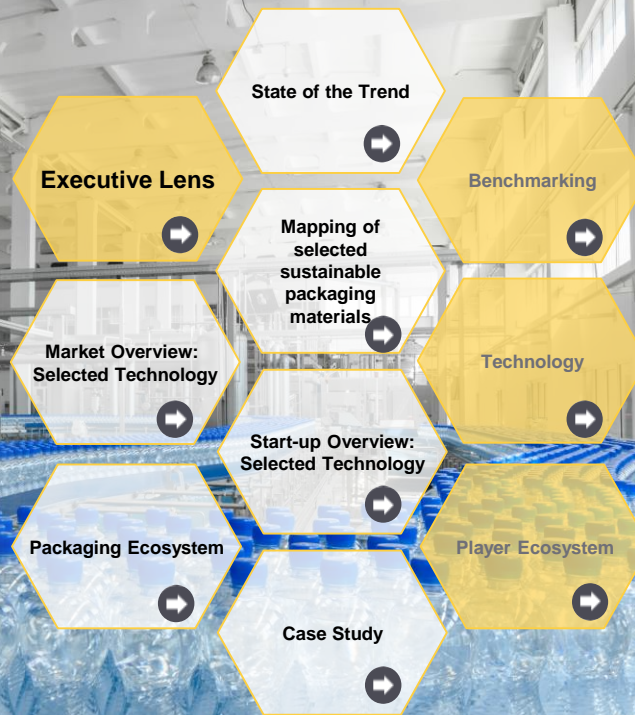 State of the Trend
Executive Lens
Benchmarking
Mapping of
selected
sustainable
packaging
materials
Market Overview:
Selected Technology
Technology
Start-up Overview:
Selected Technology
Packaging Ecosystem
Player Ecosystem
Case Study